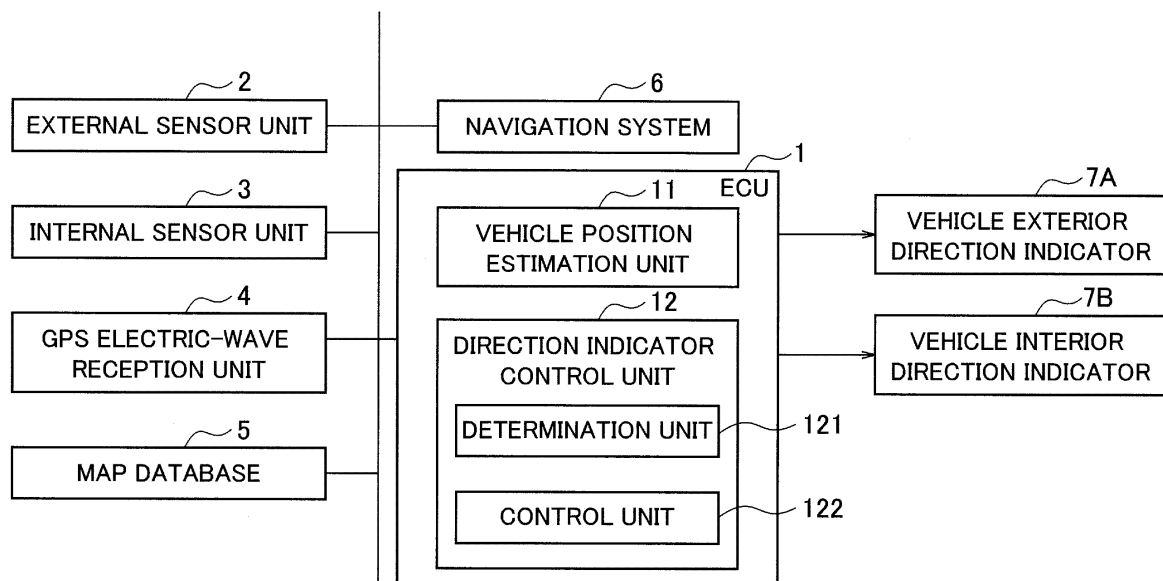 2
EXTERNAL SENSOR UNIT
3
INTERNAL SENSOR UNIT
4
GPS ELECTRIC-WAVE
RECEPTION UNIT
5
MAP DATABASE
6
NAVIGATION SYSTEM
1
ECU
11
VEHICLE POSITION
ESTIMATION UNIT
12
DIRECTION INDICATOR
CONTROL UNIT
DETERMINATION UNIT
121
CONTROL UNIT
122
7A
VEHICLE EXTERIOR
DIRECTION INDICATOR
7B
VEHICLE INTERIOR
DIRECTION INDICATOR